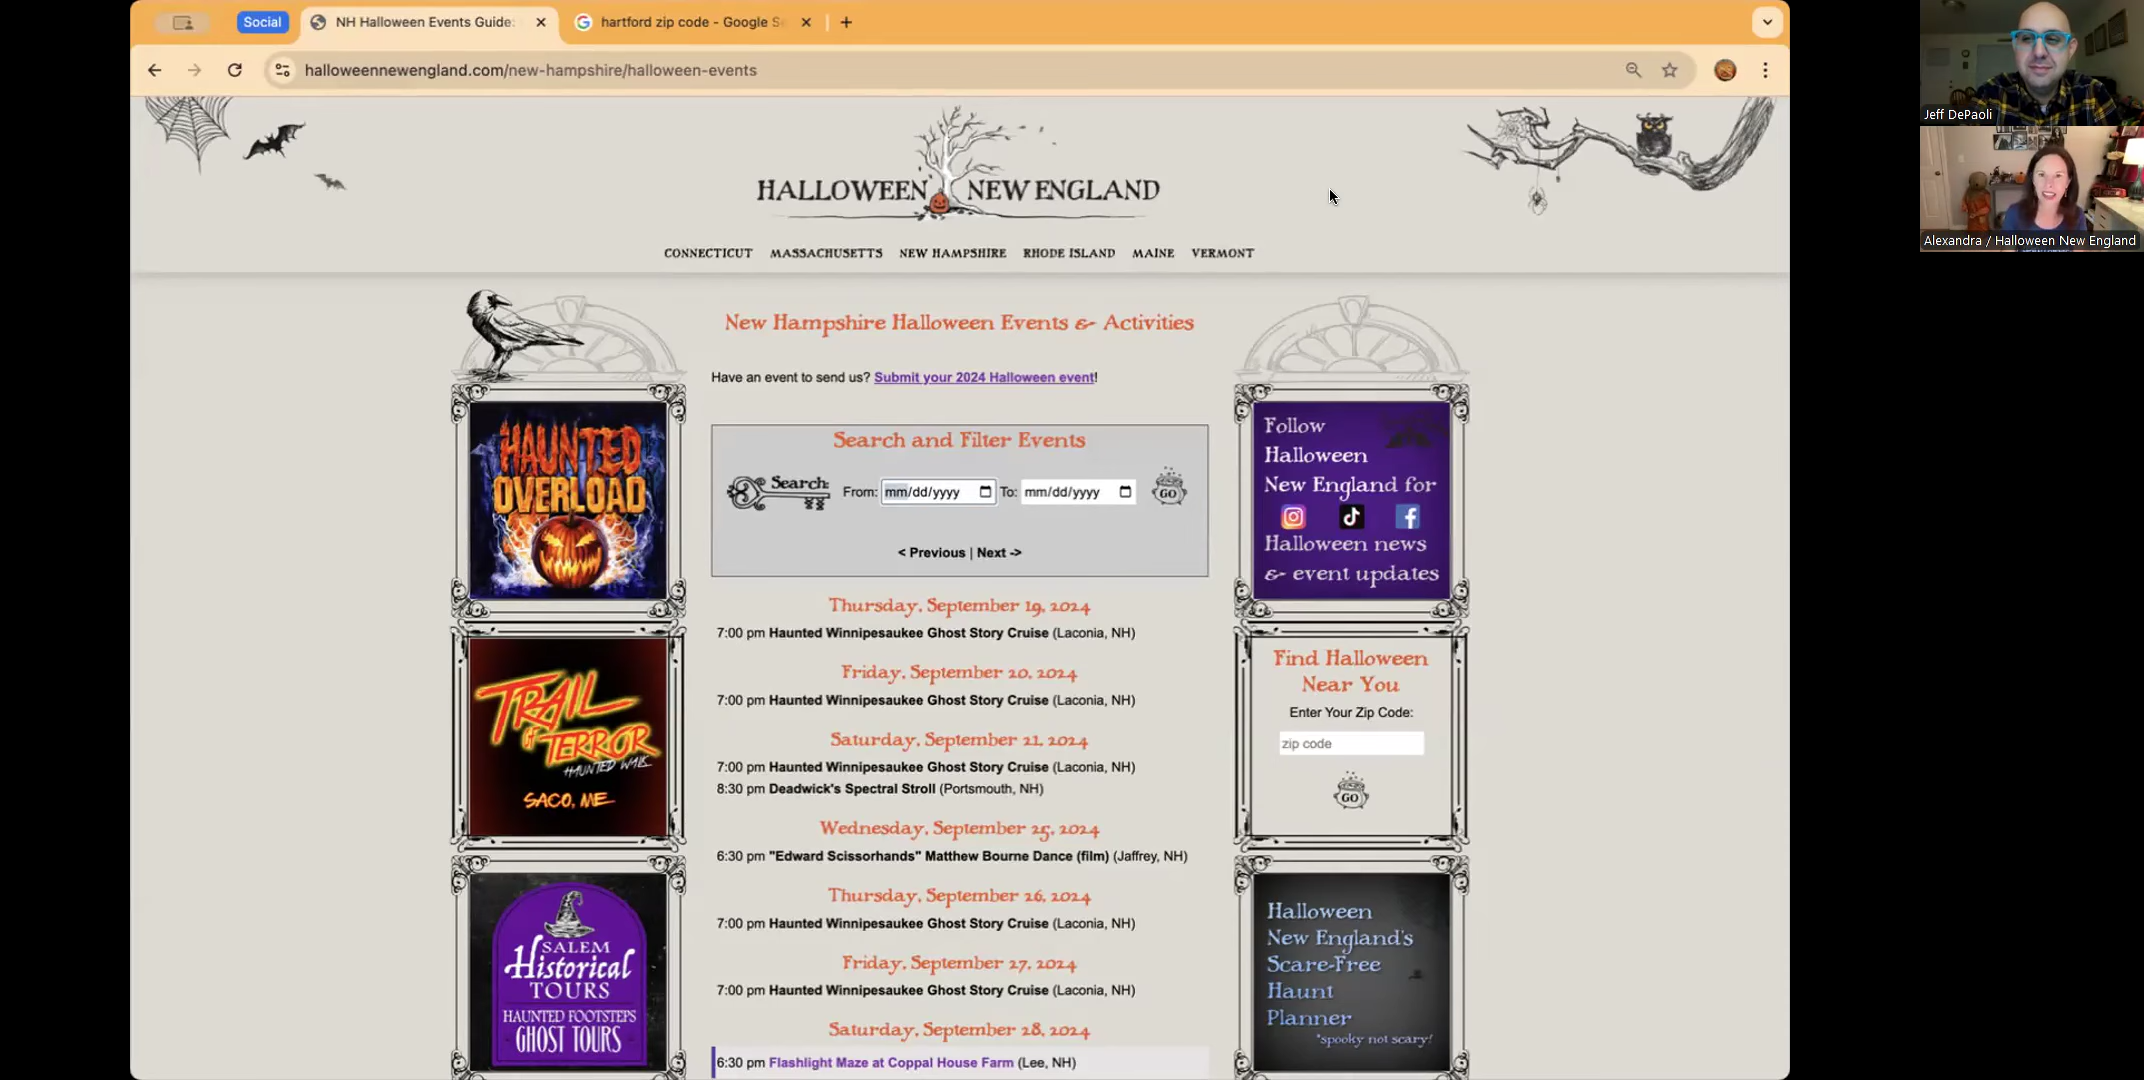 Social
NH Halloween Events Guide:
hartford zip code - Google S
halloweennewengland.com/new-hampshire/halloween-events
Jeff DePaoli
Alexandra / Halloween New England
HALLOWEEN NEW ENGLAND
CONNECTICUT MASSACHUSETTS NEW HAMPSHIRE RHODE ISLAND MAINE VERMONT
New Hampshire Halloween Events & Activities
Have an event to send us? Submit your 2024 Halloween event!
Search and Filter Events
Search: From: mm/dd/yyyy To: mm/dd/yyyy GO
< Previous | Next ->
Thursday, September 19, 2024
7:00 pm Haunted Winnipesaukee Ghost Story Cruise (Laconia, NH)
Friday, September 20, 2024
7:00 pm Haunted Winnipesaukee Ghost Story Cruise (Laconia, NH)
Saturday, September 21, 2024
7:00 pm Haunted Winnipesaukee Ghost Story Cruise (Laconia, NH)
8:30 pm Deadwick's Spectral Stroll (Portsmouth, NH)
Wednesday, September 25, 2024
6:30 pm "Edward Scissorhands" Matthew Bourne Dance (film) (Jaffrey, NH)
Thursday, September 26, 2024
7:00 pm Haunted Winnipesaukee Ghost Story Cruise (Laconia, NH)
Friday, September 27, 2024
7:00 pm Haunted Winnipesaukee Ghost Story Cruise (Laconia, NH)
Saturday, September 28, 2024
6:30 pm Flashlight Maze at Coppal House Farm (Lee, NH)
HAUNTED
OVERLOAD
TRAIL
OF TERROR
HAUNTED WALK
SACO, ME
SALEM
Historical
TOURS
HAUNTED FOOTSTEPS
GHOST TOURS
Follow
Halloween
New England for
Halloween news
& event updates
Find Halloween
Near You
Enter Your Zip Code:
zip code
GO
Halloween
New England's
Scare-Free
Haunt
Planner
*spooky not scary!